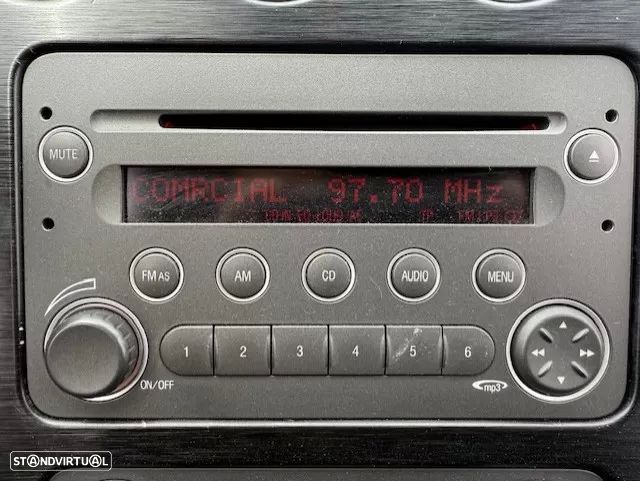 MUTE
COMRCIAL 97.70 MHz
TP
FM AS
AM
CD
AUDIO
MENU
1 2 3 4 5 6
ON/OFF
mp3
STANDVIRTUAL